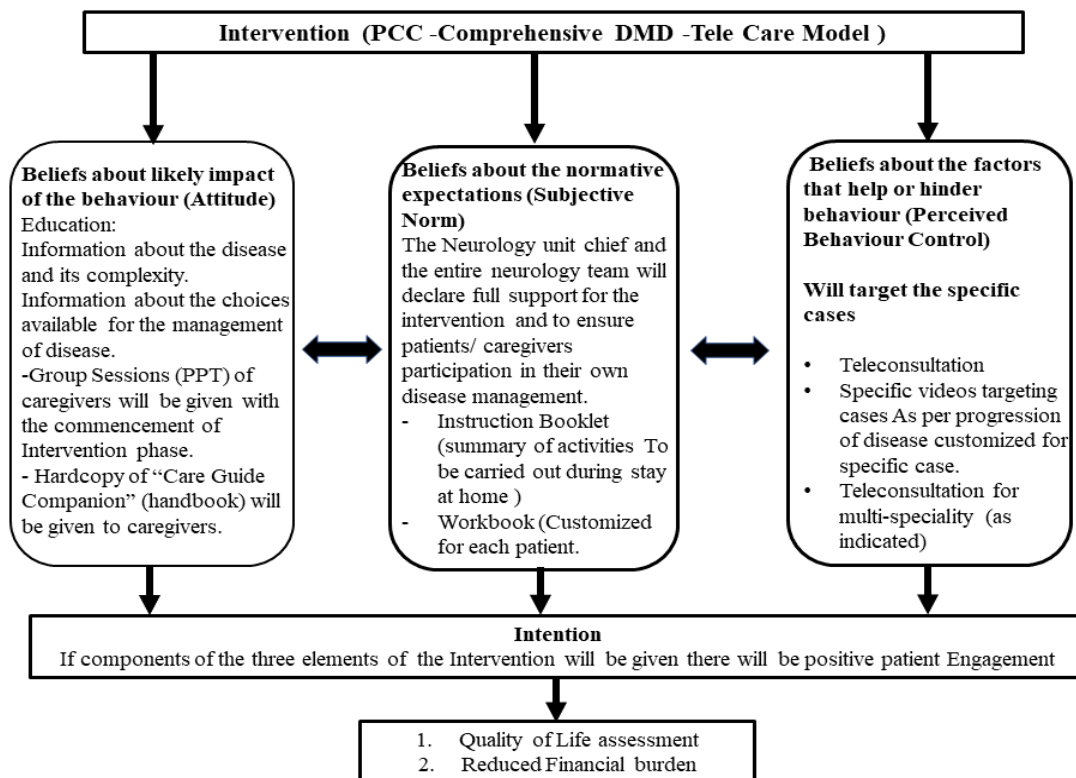 Intervention (PCC -Comprehensive DMD -Tele Care Model )
Beliefs about likely impact
of the behaviour (Attitude)
Education:
Information about the disease
and its complexity.
Information about the choices
available for the management
of disease.
-Group Sessions (PPT) of
caregivers will be given with
the commencement of
Intervention phase.
- Hardcopy of “Care Guide
Companion” (handbook) will
be given to caregivers.
Beliefs about the normative
expectations (Subjective
Norm)
The Neurology unit chief and
the entire neurology team will
declare full support for the
intervention and to ensure
patients/ caregivers
participation in their own
disease management.
- Instruction Booklet
(summary of activities To
be carried out during stay
at home )
- Workbook (Customized
for each patient.
Beliefs about the factors
that help or hinder
behaviour (Perceived
Behaviour Control)
Will target the specific
cases
• Teleconsultation
• Specific videos targeting
cases As per progression
of disease customized for
specific case.
• Teleconsultation for
multi-speciality (as
indicated)
Intention
If components of the three elements of the Intervention will be given there will be positive patient Engagement
1. Quality of Life assessment
2. Reduced Financial burden